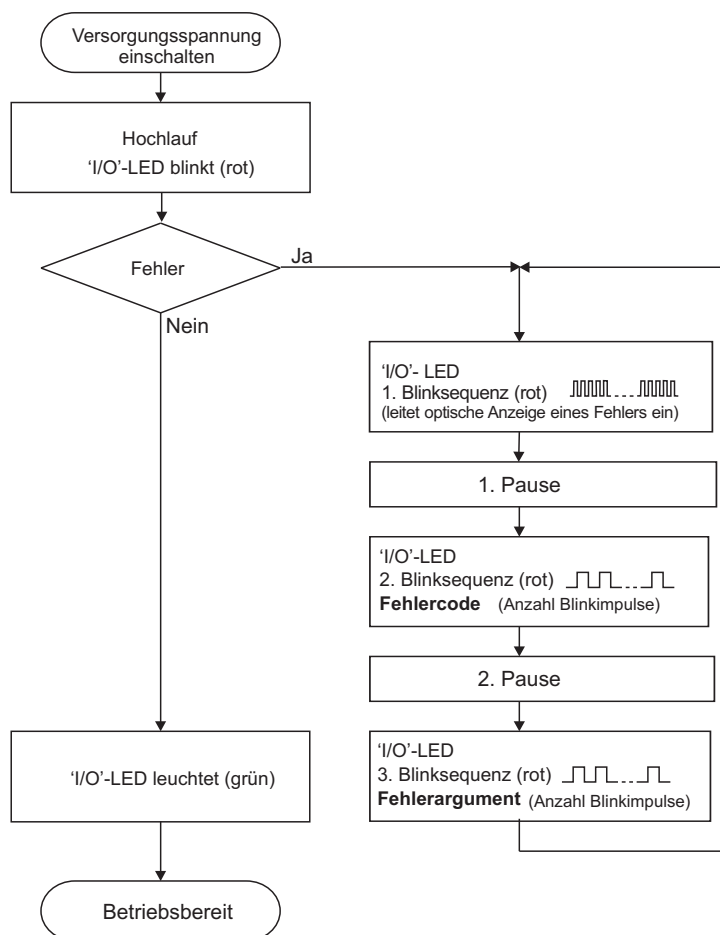 Versorgungsspannung
einschalten
Hochlauf
'I/O'-LED blinkt (rot)
Fehler
Ja
Nein
'I/O'- LED
1. Blinksequenz (rot)
(leitet optische Anzeige eines Fehlers ein)
1. Pause
'I/O'-LED
2. Blinksequenz (rot)
Fehlercode (Anzahl Blinkimpulse)
2. Pause
'I/O'-LED
3. Blinksequenz (rot)
Fehlerargument (Anzahl Blinkimpulse)
'I/O'-LED leuchtet (grün)
Betriebsbereit